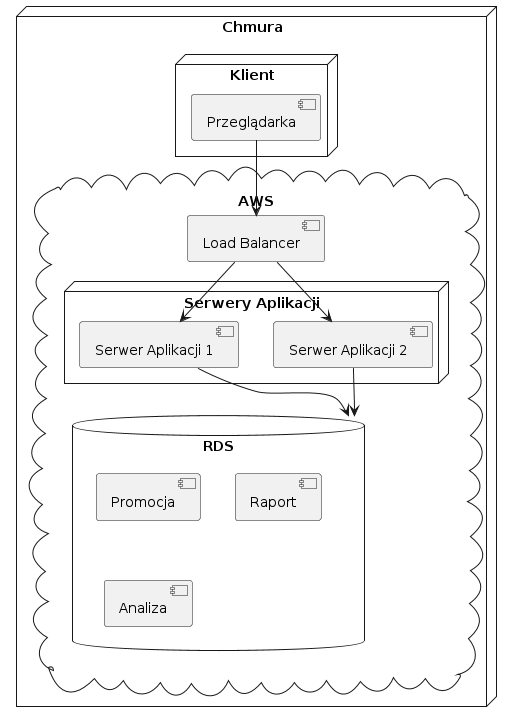 Chmura
Klient
Przeglądarka
AWS
Load Balancer
Serwery Aplikacji
Serwer Aplikacji 1
Serwer Aplikacji 2
RDS
Promocja
Raport
Analiza